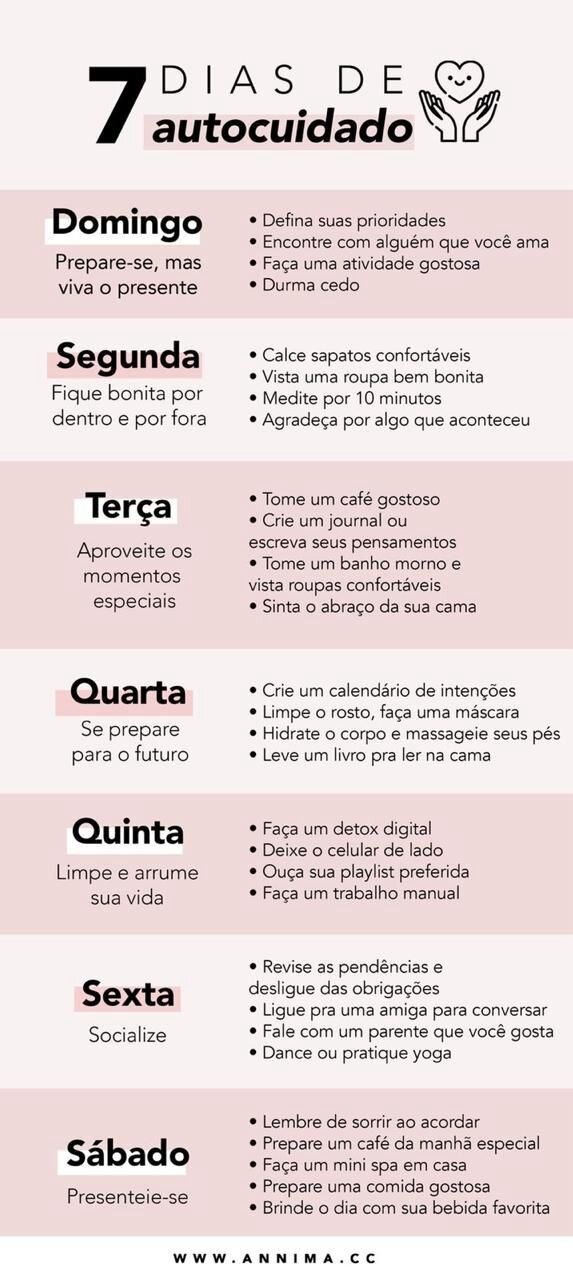 7 DIAS DE
autocuidado
Domingo
Prepare-se, mas
viva o presente
• Defina suas prioridades
• Encontre com alguém que você ama
• Faça uma atividade gostosa
• Durma cedo
Segunda
Fique bonita por
dentro e por fora
• Calce sapatos confortáveis
• Vista uma roupa bem bonita
• Medite por 10 minutos
• Agradeça por algo que aconteceu
Terça
Aproveite os
momentos
especiais
• Tome um café gostoso
• Crie um journal ou
escreva seus pensamentos
• Tome um banho morno e
vista roupas confortáveis
• Sinta o abraço da sua cama
Quarta
Se prepare
para o futuro
• Crie um calendário de intenções
• Limpe o rosto, faça uma máscara
• Hidrate o corpo e massageie seus pés
• Leve um livro pra ler na cama
Quinta
Limpe e arrume
sua vida
• Faça um detox digital
• Deixe o celular de lado
• Ouça sua playlist preferida
• Faça um trabalho manual
Sexta
Socialize
• Revise as pendências e
desligue das obrigações
• Ligue pra uma amiga para conversar
• Fale com um parente que você gosta
• Dance ou pratique yoga
Sábado
Presenteie-se
• Lembre de sorrir ao acordar
• Prepare um café da manhã especial
• Faça um mini spa em casa
• Prepare uma comida gostosa
• Brinde o dia com sua bebida favorita
WWW.ANNIMA.CC